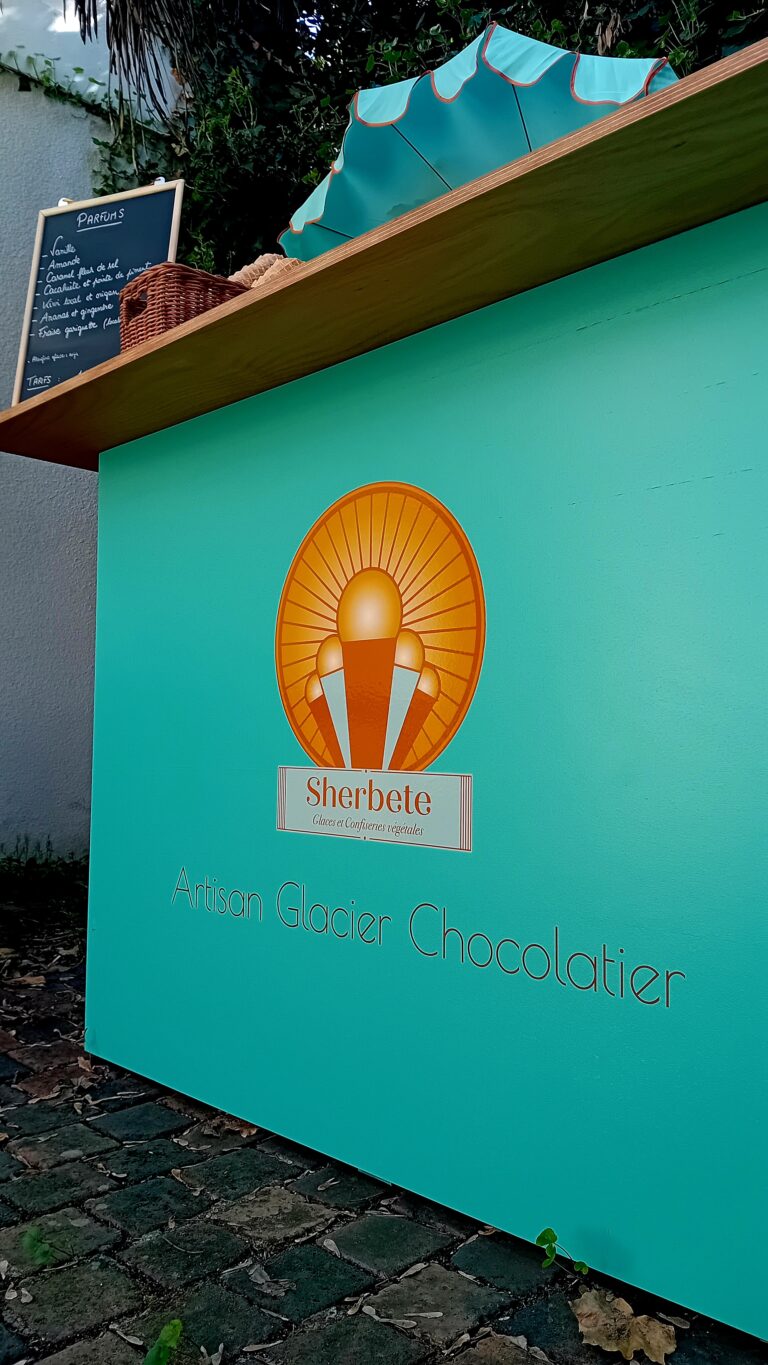 PARFUMS
- Vanille
- Amande
- Caramel fleur de sel
- Cacahuète et pointe de piment
- Kiwi local et origan
- Ananas et gingembre
- Fraise gariguette
TARIFS :
Sherbete
Glaces et Confiseries végétales
Artisan Glacier Chocolatier